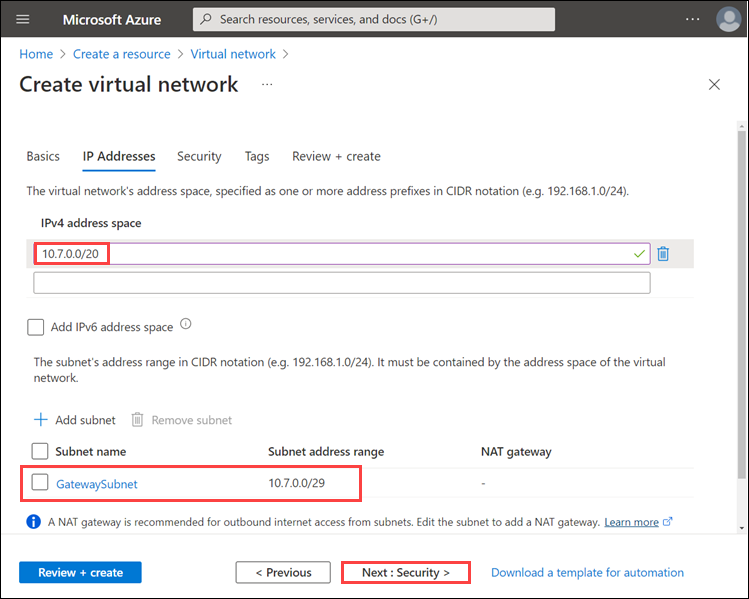 Microsoft Azure
Search resources, services, and docs (G+/)
Home > Create a resource > Virtual network >
Create virtual network ...
Basics IP Addresses Security Tags Review + create
The virtual network's address space, specified as one or more address prefixes in CIDR notation (e.g. 192.168.1.0/24).
IPv4 address space
10.7.0.0/20
Add IPv6 address space
The subnet's address range in CIDR notation (e.g. 192.168.1.0/24). It must be contained by the address space of the virtual
network.
+ Add subnet Remove subnet
Subnet name Subnet address range NAT gateway
GatewaySubnet 10.7.0.0/29 -
A NAT gateway is recommended for outbound internet access from subnets. Edit the subnet to add a NAT gateway. Learn more
Review + create < Previous Next : Security > Download a template for automation